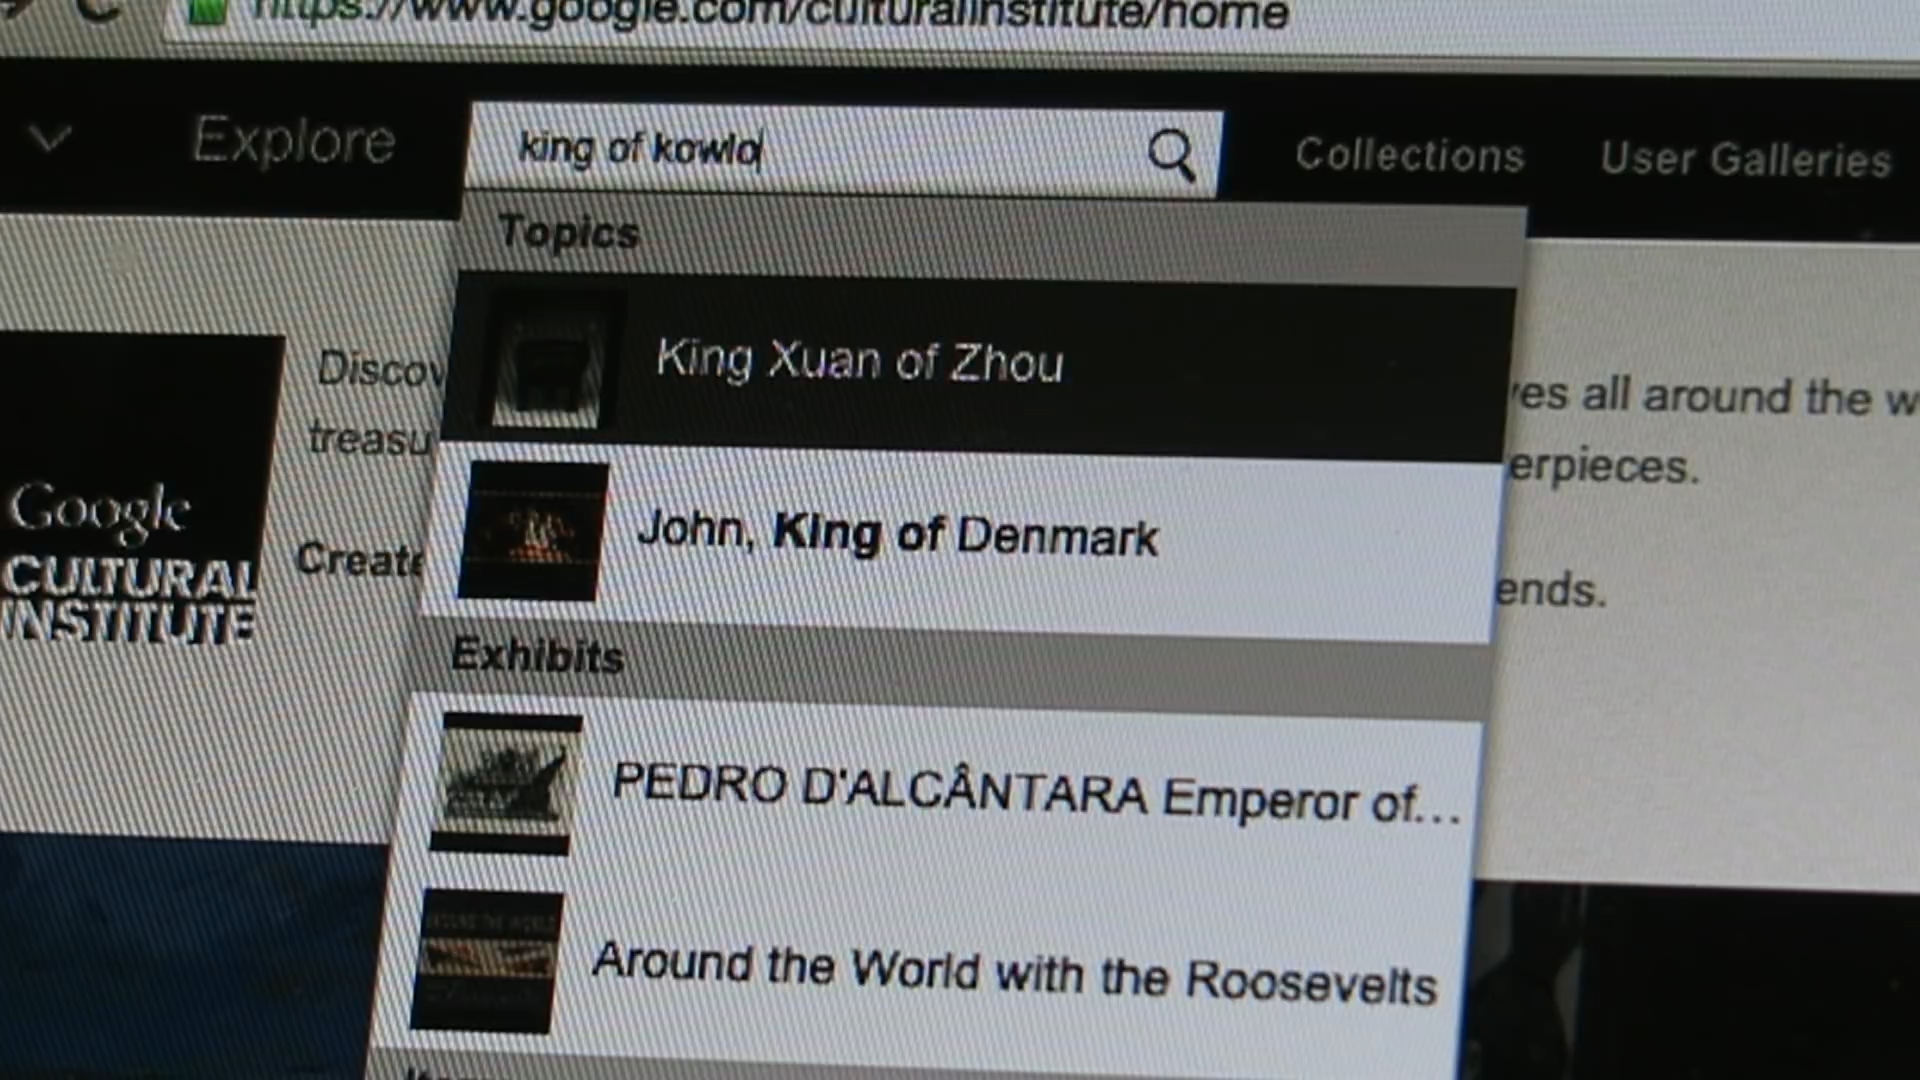 https://www.google.com/culturalinstitute/home
Explore
king of kowlo
Collections
User Galleries
Topics
King Xuan of Zhou
John, King of Denmark
Exhibits
PEDRO D'ALCÂNTARA Emperor of...
Around the World with the Roosevelts
Discov
treasu
Create
es all around the w
erpieces.
ends.
Google
CULTURAL
INSTITUTE